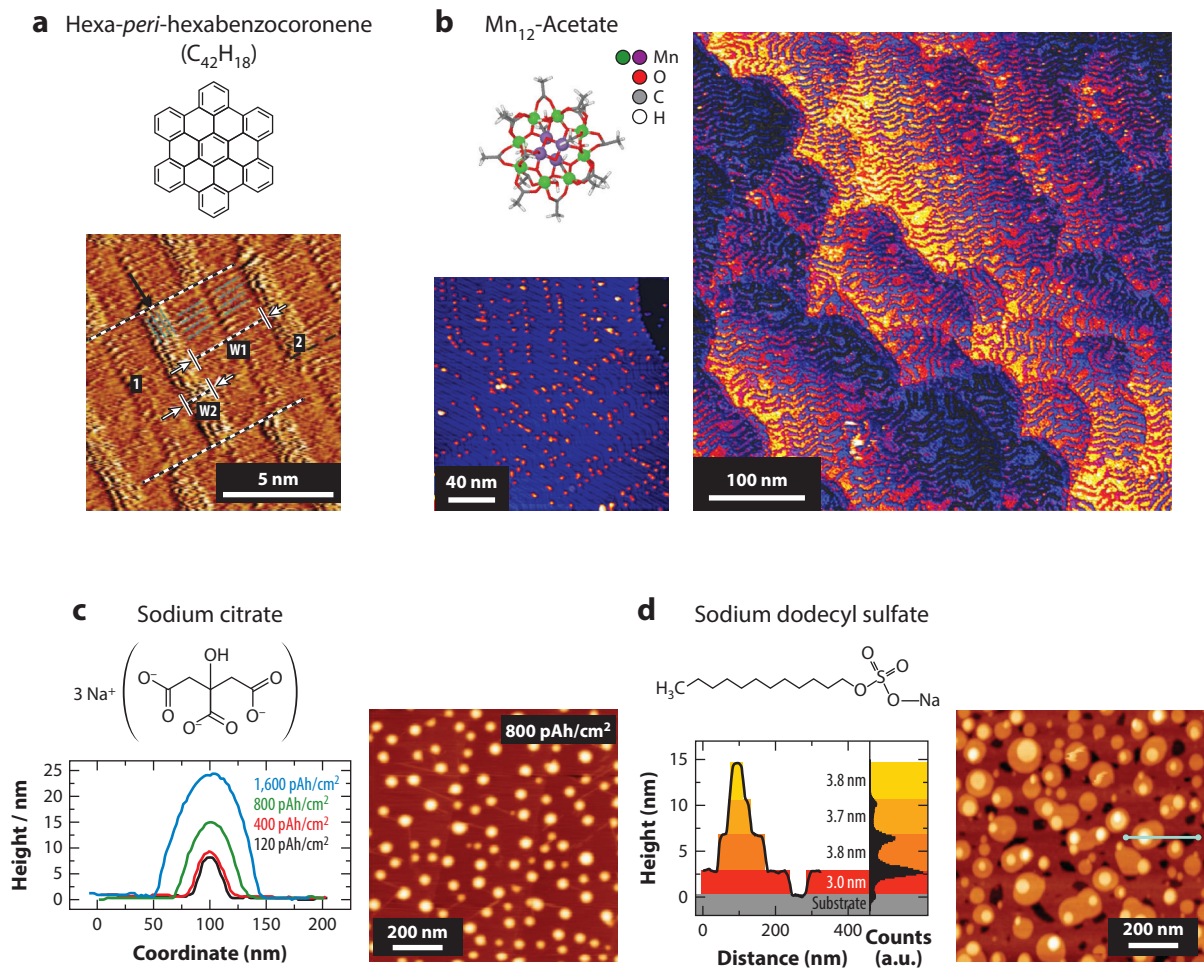 a Hexa-peri-hexabenzocoronene
(C₄₂H₁₈)
1
W1
2
W2
5 nm
b Mn₁₂-Acetate
Mn
O
C
H
40 nm
100 nm
c Sodium citrate
3 Na⁺
OH
O⁻
O
O⁻
O
O
O⁻
25
20
15
10
5
0
Height / nm
1,600 pAh/cm²
800 pAh/cm²
400 pAh/cm²
120 pAh/cm²
0 50 100 150 200
Coordinate (nm)
800 pAh/cm²
200 nm
d Sodium dodecyl sulfate
H₃C
O
S
O
O
O—Na
15
10
5
0
Height (nm)
3.8 nm
3.7 nm
3.8 nm
3.0 nm
Substrate
0 200 400
Distance (nm)
Counts
(a.u.)
200 nm